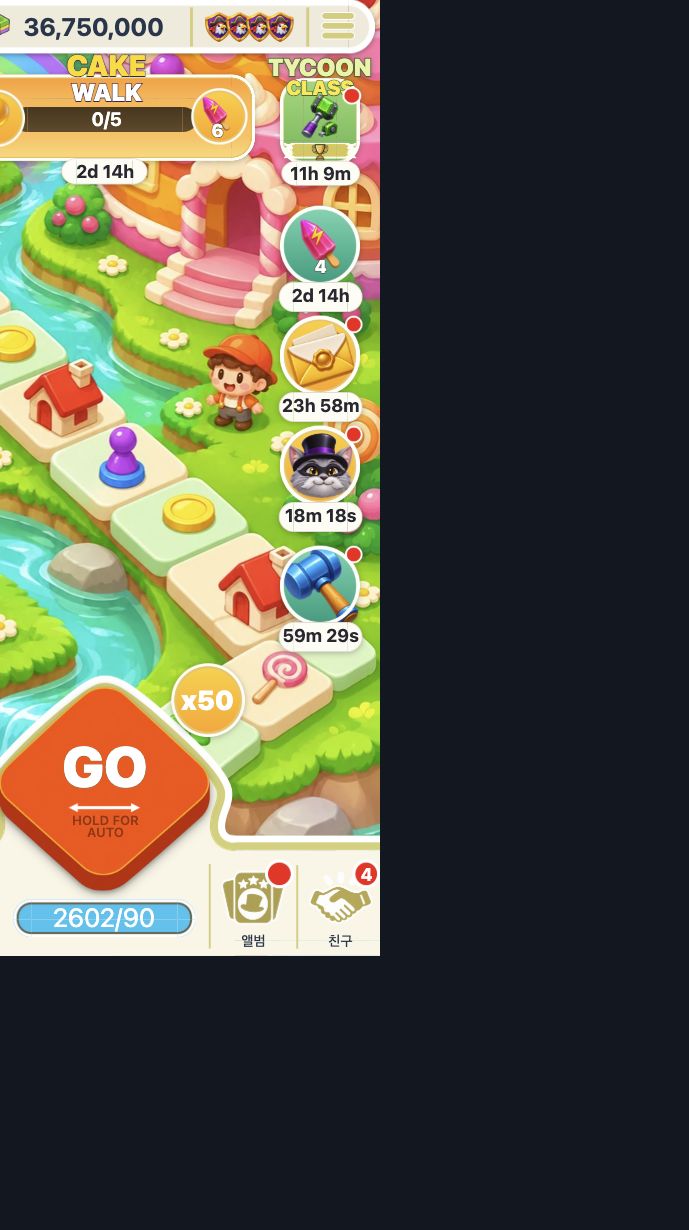 36,750,000
CAKE
WALK
0/5
6
2d 14h
TYCOON
CLASS
11h 9m
4
2d 14h
23h 58m
18m 18s
59m 29s
x50
GO
HOLD FOR
AUTO
2602/90
앨범
4
친구